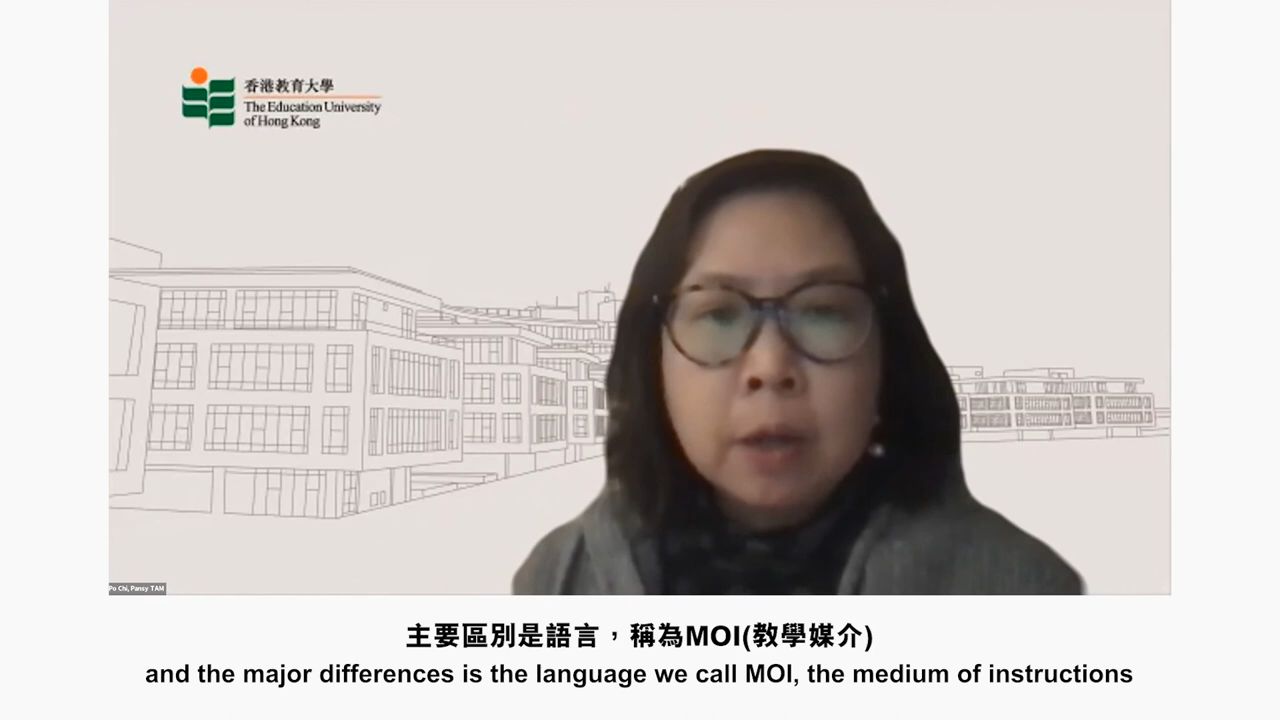 香港教育大學
The Education University
of Hong Kong
Po Chi, Pansy TAM
主要區別是語言，稱為MOI(教學媒介)
and the major differences is the language we call MOI, the medium of instructions